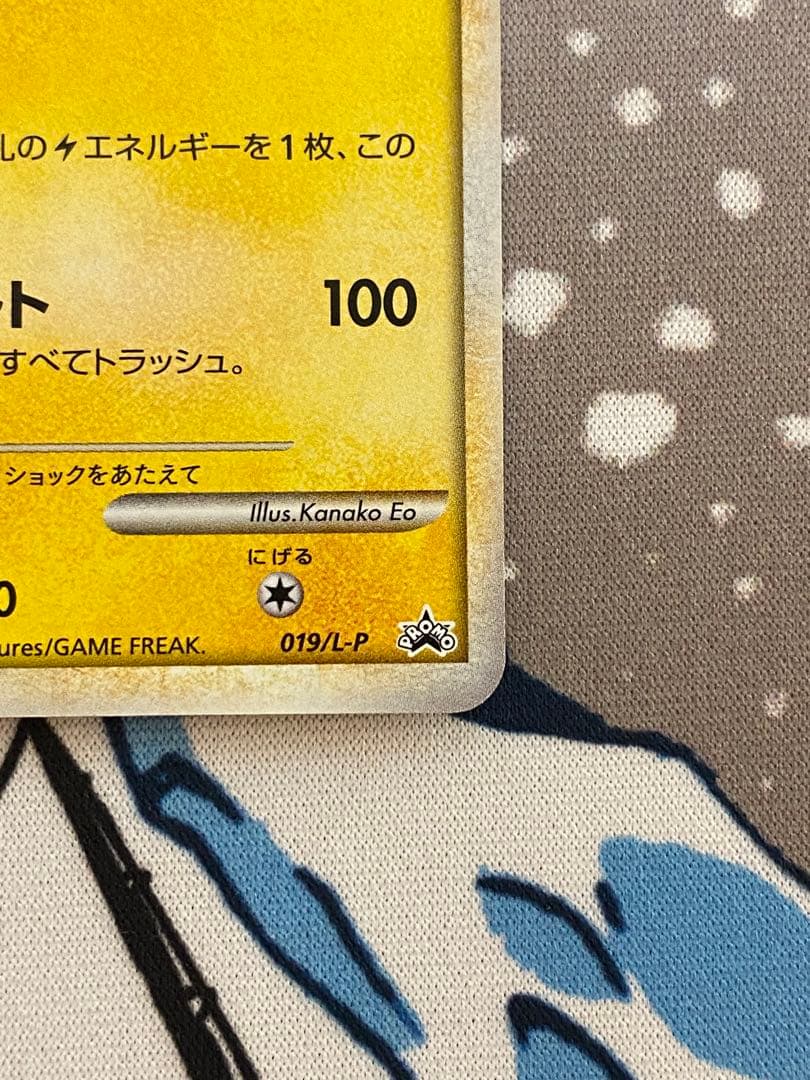 の エネルギーを1枚、この
ト 100
すべてトラッシュ。
ショックをあたえて
Illus.Kanako Eo
にげる
0
ures/GAME FREAK. 019/L-P PROMO